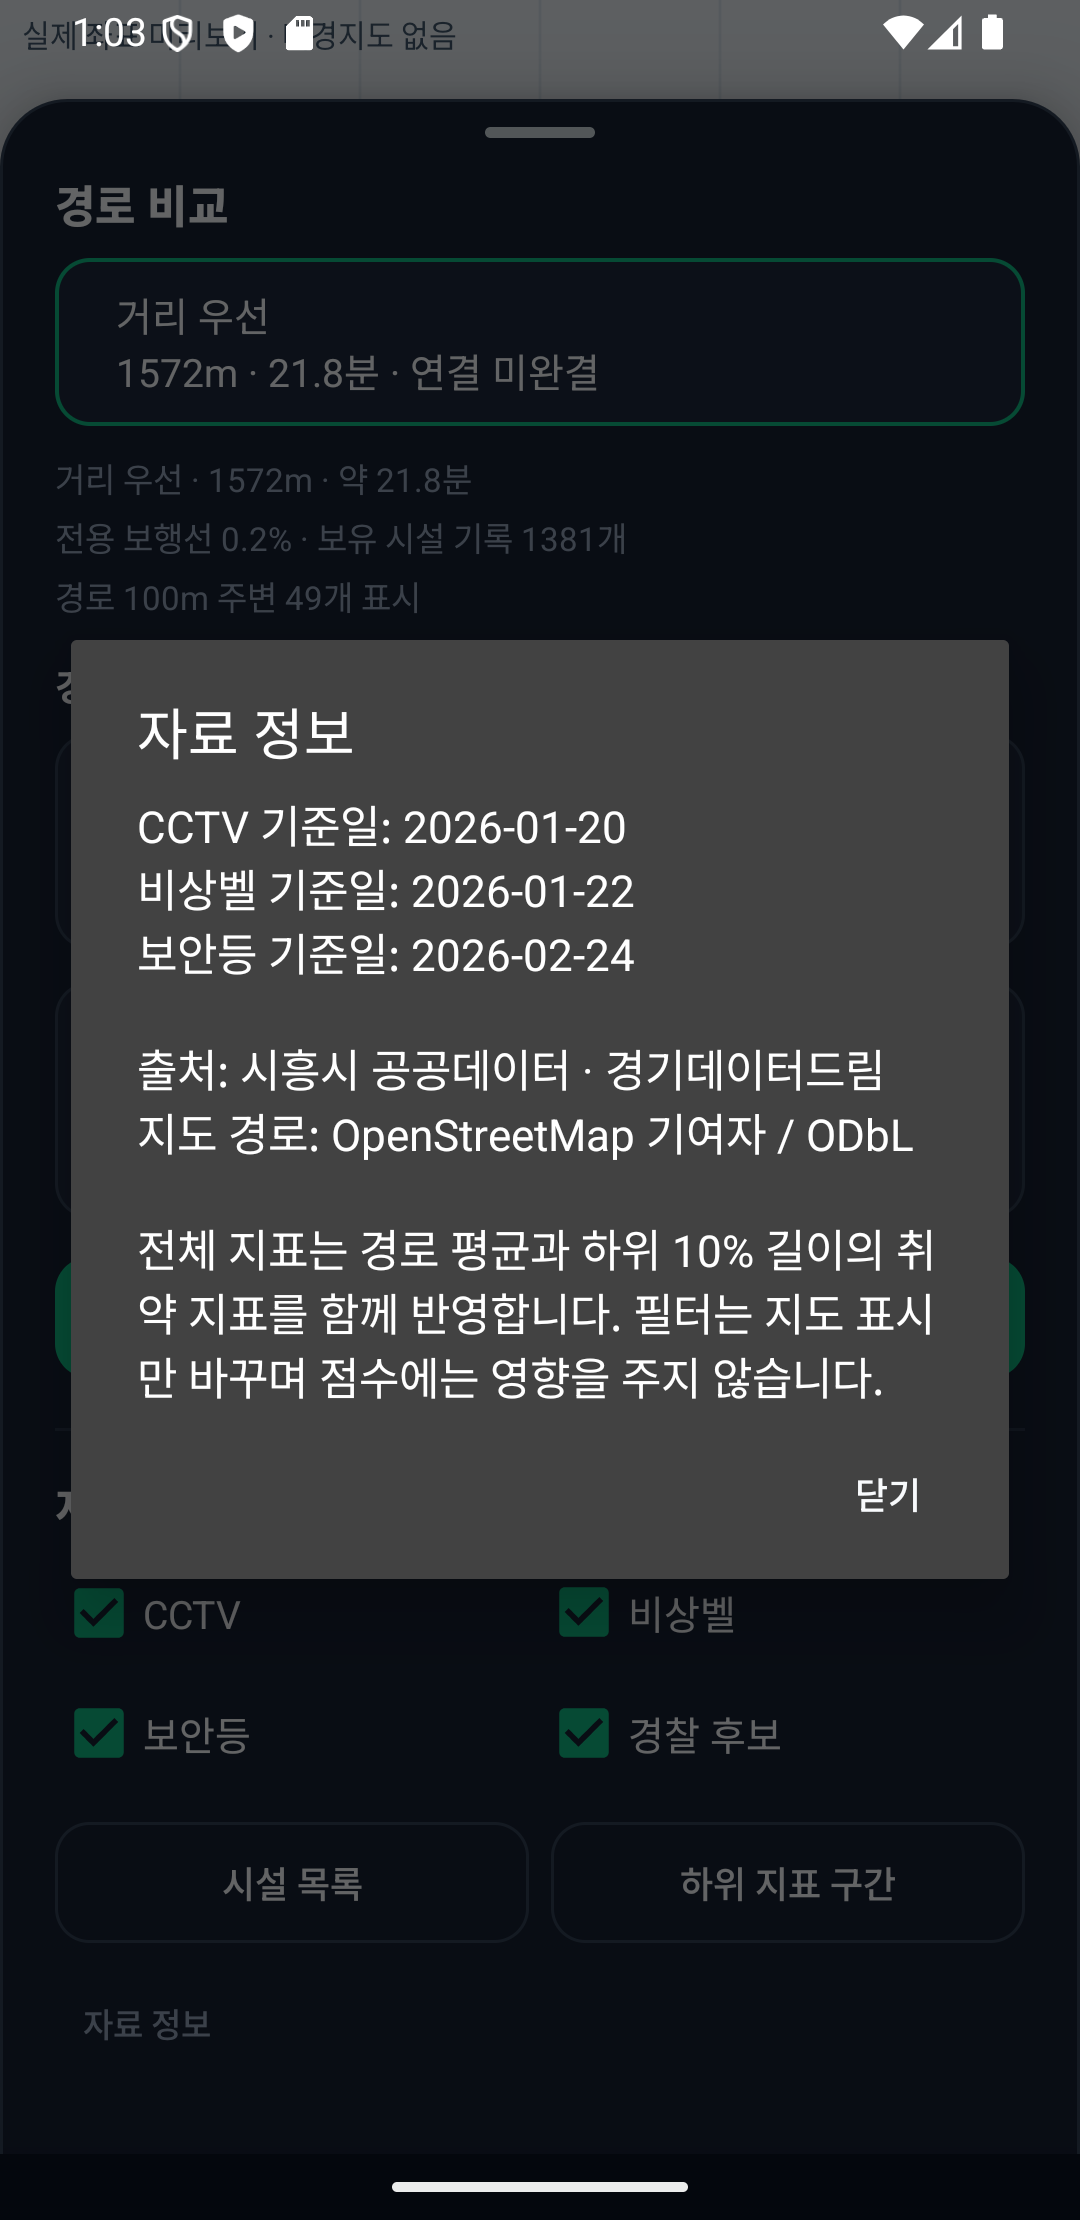 1:03
경로 비교
거리 우선
1572m · 21.8분 · 연결 미완결
거리 우선 · 1572m · 약 21.8분
전용 보행선 0.2% · 보유 시설 기록 1381개
경로 100m 주변 49개 표시
자료 정보
CCTV 기준일: 2026-01-20
비상벨 기준일: 2026-01-22
보안등 기준일: 2026-02-24
출처: 시흥시 공공데이터 · 경기데이터드림
지도 경로: OpenStreetMap 기여자 / ODbL
전체 지표는 경로 평균과 하위 10% 길이의 취
약 지표를 함께 반영합니다. 필터는 지도 표시
만 바꾸며 점수에는 영향을 주지 않습니다.
닫기
CCTV
비상벨
보안등
경찰 후보
시설 목록
하위 지표 구간
자료 정보